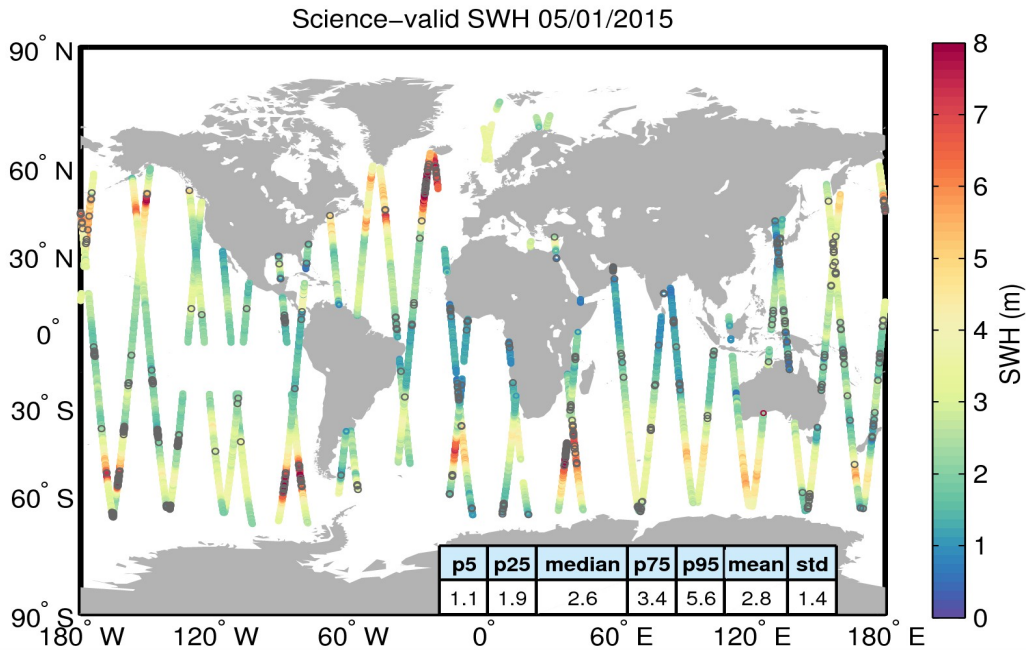 Science−valid SWH 05/01/2015
90° N
60° N
30° N
0°
30° S
60° S
90° S
180° W
120° W
60° W
0°
60° E
120° E
180° E
p5 p25 median p75 p95 mean std
1.1 1.9 2.6 3.4 5.6 2.8 1.4
8
7
6
5
4
3
2
1
0
SWH (m)